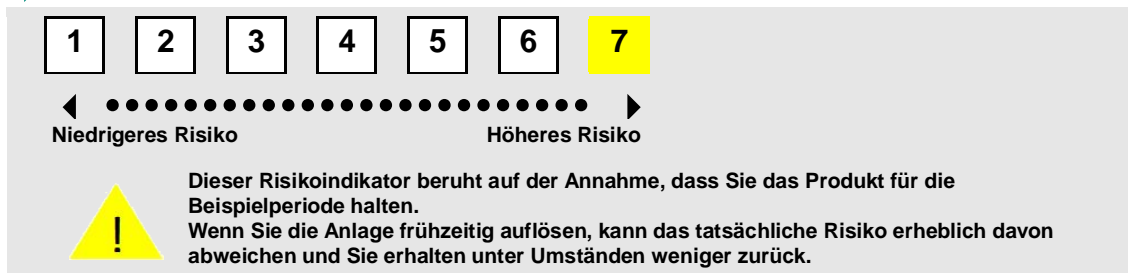 1 2 3 4 5 6 7
Niedrigeres Risiko Höheres Risiko
Dieser Risikoindikator beruht auf der Annahme, dass Sie das Produkt für die
Beispielperiode halten.
!
Wenn Sie die Anlage frühzeitig auflösen, kann das tatsächliche Risiko erheblich davon
abweichen und Sie erhalten unter Umständen weniger zurück.